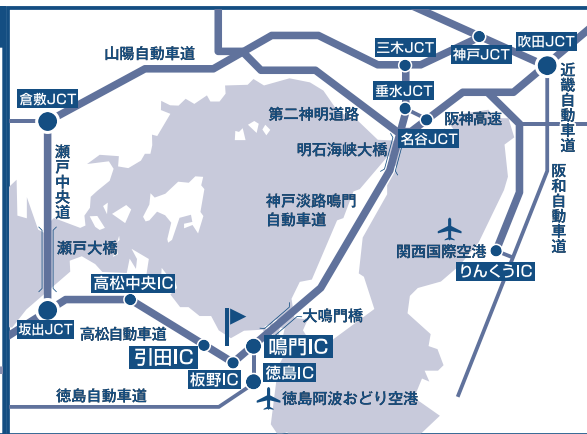 山陽自動車道
三木JCT
神戸JCT
吹田JCT
倉敷JCT
垂水JCT
近畿自動車道
第二神明道路
阪神高速
名谷JCT
明石海峡大橋
瀬戸中央道
阪和自動車道
神戸淡路鳴門
自動車道
瀬戸大橋
関西国際空港
りんくうIC
高松中央IC
大鳴門橋
坂出JCT
高松自動車道
引田IC
鳴門IC
板野IC
徳島IC
徳島自動車道
徳島阿波おどり空港